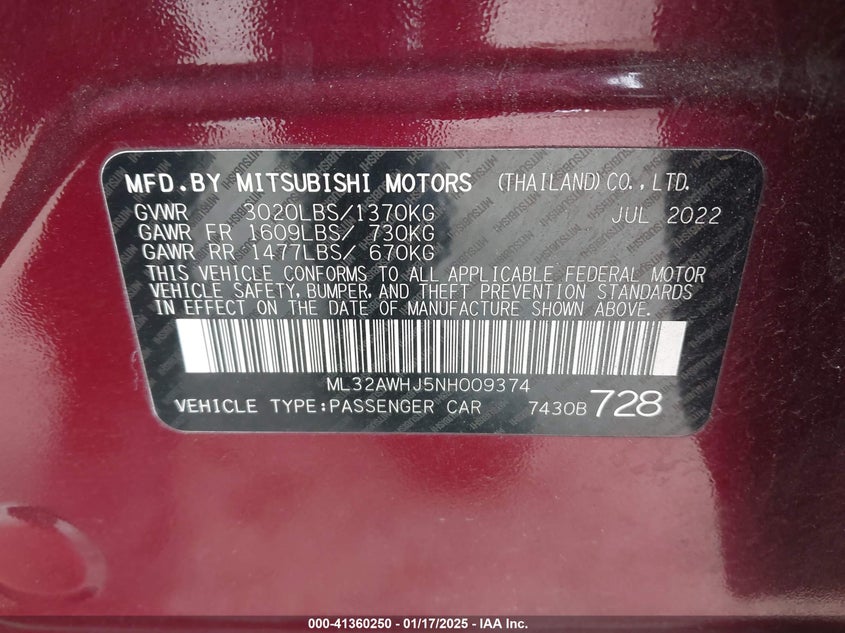 MFD.BY MITSUBISHI MOTORS (THAILAND)CO.,LTD.
GVWR 3020LBS/1370KG JUL 2022
GAWR FR 1609LBS/ 730KG
GAWR RR 1477LBS/ 670KG
THIS VEHICLE CONFORMS TO ALL APPLICABLE FEDERAL MOTOR
VEHICLE SAFETY, BUMPER, AND THEFT PREVENTION STANDARDS
IN EFFECT ON THE DATE OF MANUFACTURE SHOWN ABOVE.
ML32AWHJ5NH009374
VEHICLE TYPE:PASSENGER CAR 7430B 728
000-41360250 - 01/17/2025 - IAA Inc.